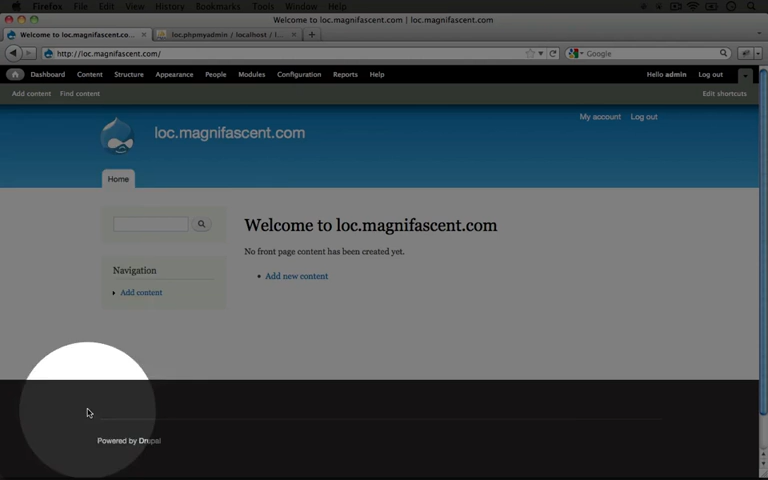 Firefox File Edit View History Bookmarks Tools Window Help
Welcome to loc.magnifascent.com | loc.magnifascent.com
Welcome to loc.magnifascent.com | ... loc.phpmyadmin / localhost / l...
http://loc.magnifascent.com/ Google
Dashboard Content Structure Appearance People Modules Configuration Reports Help Hello admin Log out
Add content Find content Edit shortcuts
My account Log out
loc.magnifascent.com
Home
Welcome to loc.magnifascent.com
No front page content has been created yet.
Navigation
Add new content
Add content
Powered by Drupal